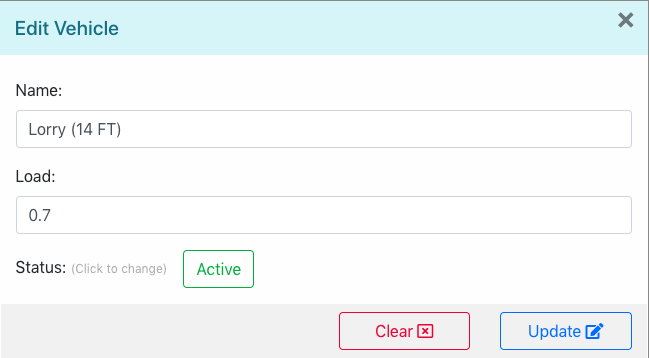 Edit Vehicle
Name:
Lorry (14 FT)
Load:
0.7
Status: (Click to change) Active
Clear Update